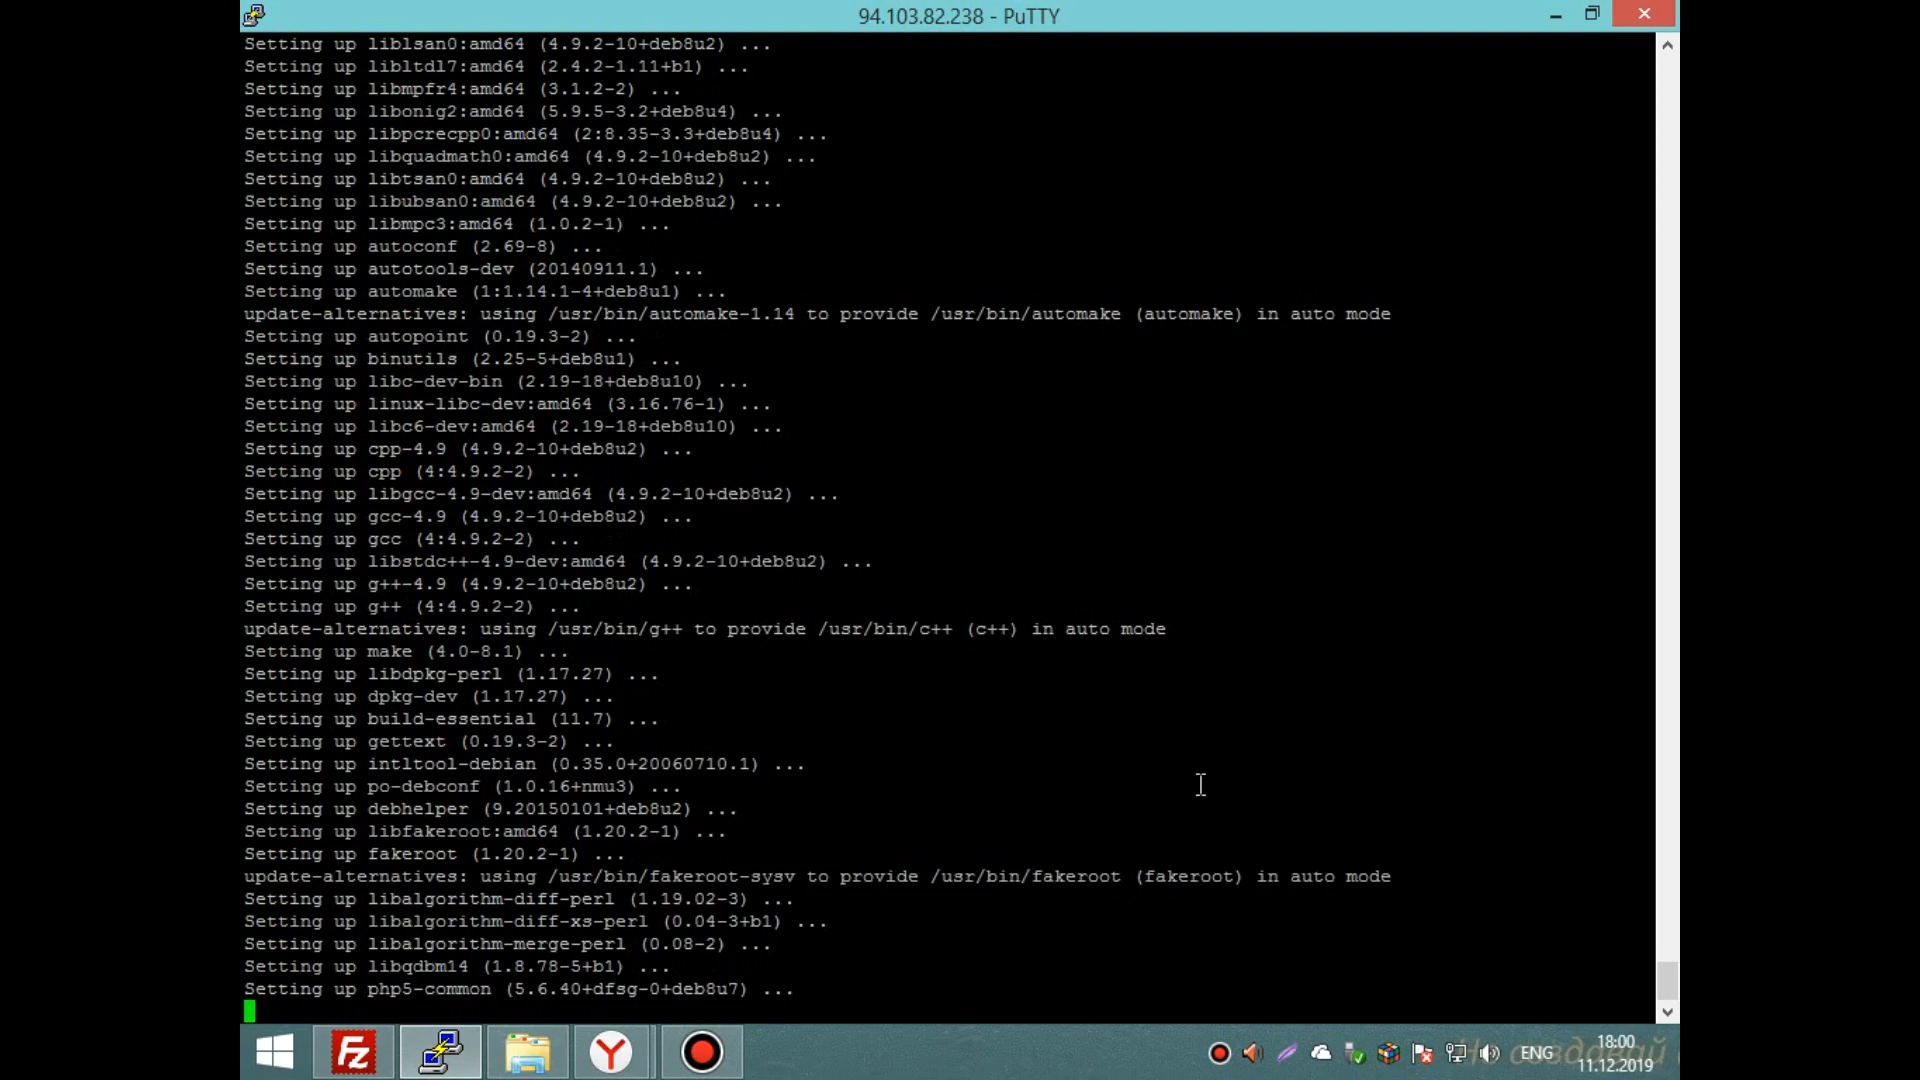 94.103.82.238 - PuTTY
Setting up liblsan0:amd64 (4.9.2-10+deb8u2) ...
Setting up libltdl7:amd64 (2.4.2-1.11+b1) ...
Setting up libmpfr4:amd64 (3.1.2-2) ...
Setting up libonig2:amd64 (5.9.5-3.2+deb8u4) ...
Setting up libpcrecpp0:amd64 (2:8.35-3.3+deb8u4) ...
Setting up libquadmath0:amd64 (4.9.2-10+deb8u2) ...
Setting up libtsan0:amd64 (4.9.2-10+deb8u2) ...
Setting up libubsan0:amd64 (4.9.2-10+deb8u2) ...
Setting up libmpc3:amd64 (1.0.2-1) ...
Setting up autoconf (2.69-8) ...
Setting up autotools-dev (20140911.1) ...
Setting up automake (1:1.14.1-4+deb8u1) ...
update-alternatives: using /usr/bin/automake-1.14 to provide /usr/bin/automake (automake) in auto mode
Setting up autopoint (0.19.3-2) ...
Setting up binutils (2.25-5+deb8u1) ...
Setting up libc-dev-bin (2.19-18+deb8u10) ...
Setting up linux-libc-dev:amd64 (3.16.76-1) ...
Setting up libc6-dev:amd64 (2.19-18+deb8u10) ...
Setting up cpp-4.9 (4.9.2-10+deb8u2) ...
Setting up cpp (4:4.9.2-2) ...
Setting up libgcc-4.9-dev:amd64 (4.9.2-10+deb8u2) ...
Setting up gcc-4.9 (4.9.2-10+deb8u2) ...
Setting up gcc (4:4.9.2-2) ...
Setting up libstdc++-4.9-dev:amd64 (4.9.2-10+deb8u2) ...
Setting up g++-4.9 (4.9.2-10+deb8u2) ...
Setting up g++ (4:4.9.2-2) ...
update-alternatives: using /usr/bin/g++ to provide /usr/bin/c++ (c++) in auto mode
Setting up make (4.0-8.1) ...
Setting up libdpkg-perl (1.17.27) ...
Setting up dpkg-dev (1.17.27) ...
Setting up build-essential (11.7) ...
Setting up gettext (0.19.3-2) ...
Setting up intltool-debian (0.35.0+20060710.1) ...
Setting up po-debconf (1.0.16+nmu3) ...
Setting up debhelper (9.20150101+deb8u2) ...
Setting up libfakeroot:amd64 (1.20.2-1) ...
Setting up fakeroot (1.20.2-1) ...
update-alternatives: using /usr/bin/fakeroot-sysv to provide /usr/bin/fakeroot (fakeroot) in auto mode
Setting up libalgorithm-diff-perl (1.19.02-3) ...
Setting up libalgorithm-diff-xs-perl (0.04-3+b1) ...
Setting up libalgorithm-merge-perl (0.08-2) ...
Setting up libqdbm14 (1.8.78-5+b1) ...
Setting up php5-common (5.6.40+dfsg-0+deb8u7) ...
Fz
Y
ENG
18:00
11.12.2019